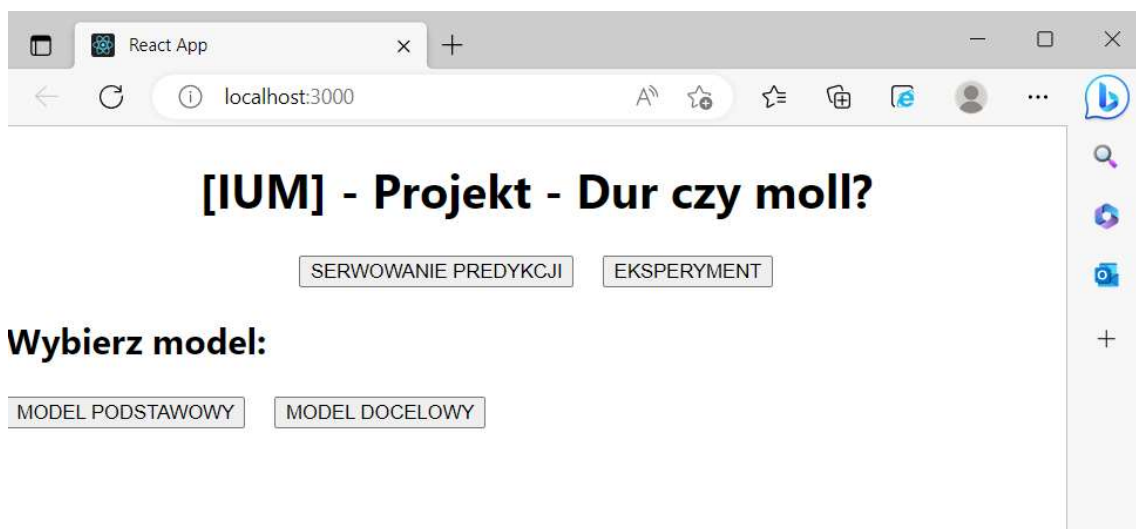 React App
localhost:3000
[IUM] - Projekt - Dur czy moll?
SERWOWANIE PREDYKCJI EKSPERYMENT
Wybierz model:
MODEL PODSTAWOWY MODEL DOCELOWY